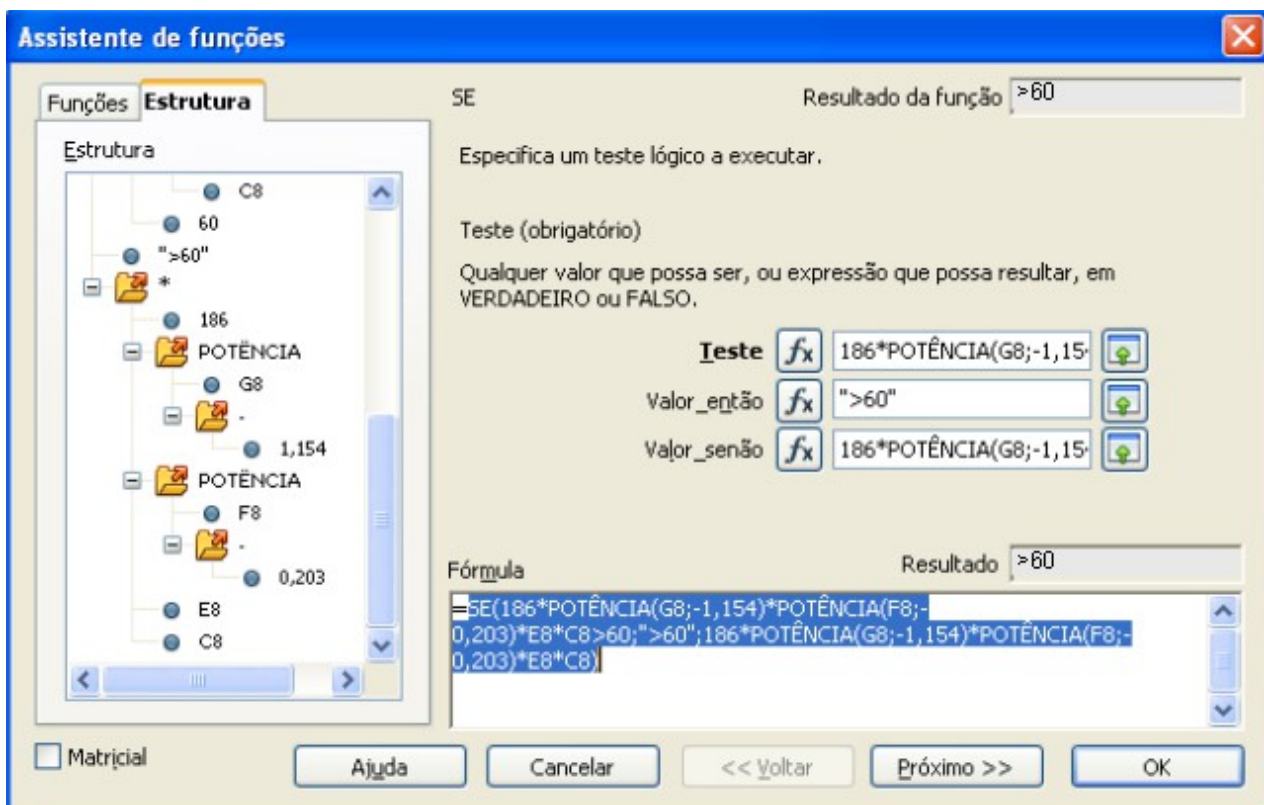 Assistente de funções
Funções Estrutura
SE
Resultado da função >60
Estrutura
Especifica um teste lógico a executar.
C8
60
">60"
*
186
POTÊNCIA
G8
-
1,154
POTÊNCIA
F8
-
0,203
E8
C8
Teste (obrigatório)
Qualquer valor que possa ser, ou expressão que possa resultar, em
VERDADEIRO ou FALSO.
Teste fx 186*POTÊNCIA(G8;-1,15
Valor_então fx ">60"
Valor_senão fx 186*POTÊNCIA(G8;-1,15
Fórmula
Resultado >60
=SE(186*POTÊNCIA(G8;-1,154)*POTÊNCIA(F8;-
0,203)*E8*C8>60;">60";186*POTÊNCIA(G8;-1,154)*POTÊNCIA(F8;-
0,203)*E8*C8)
Matricial
Ajuda
Cancelar
<< Voltar
Próximo >>
OK